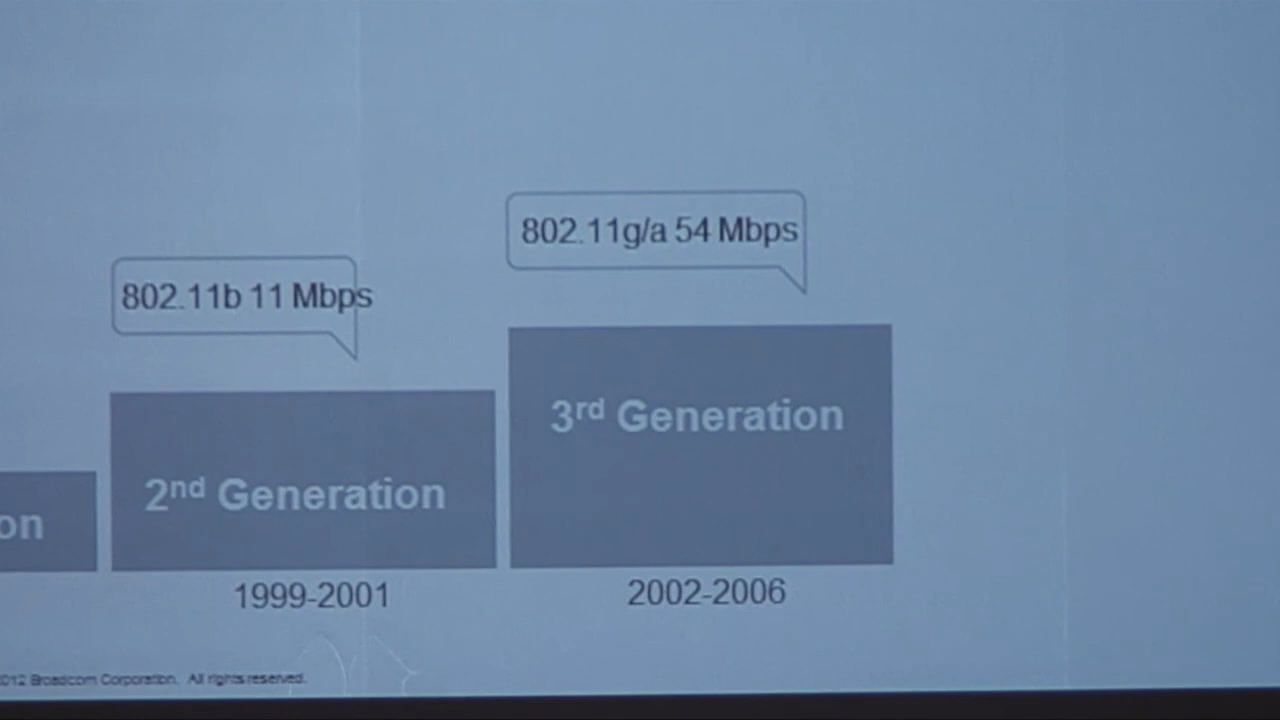 802.11g/a 54 Mbps
802.11b 11 Mbps
3rd Generation
2nd Generation
on
1999-2001
2002-2006
2012 Broadcom Corporation. All rights reserved.